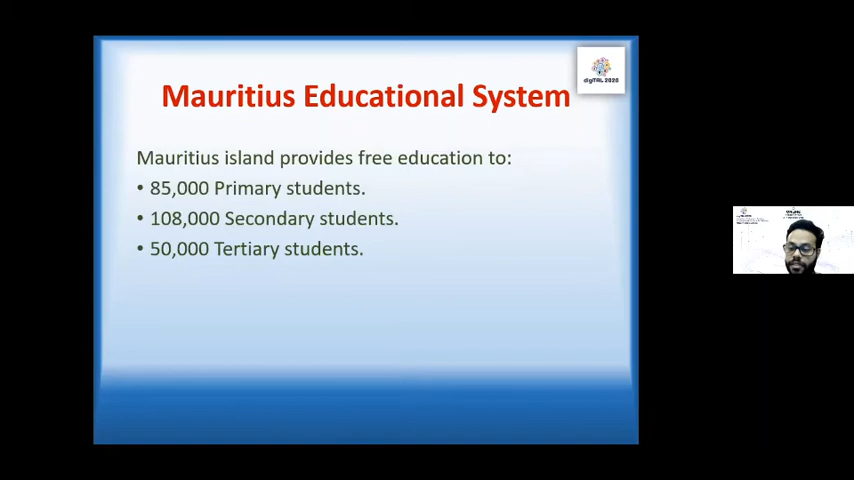 digiTAL 2020
Mauritius Educational System
Mauritius island provides free education to:
• 85,000 Primary students.
• 108,000 Secondary students.
• 50,000 Tertiary students.